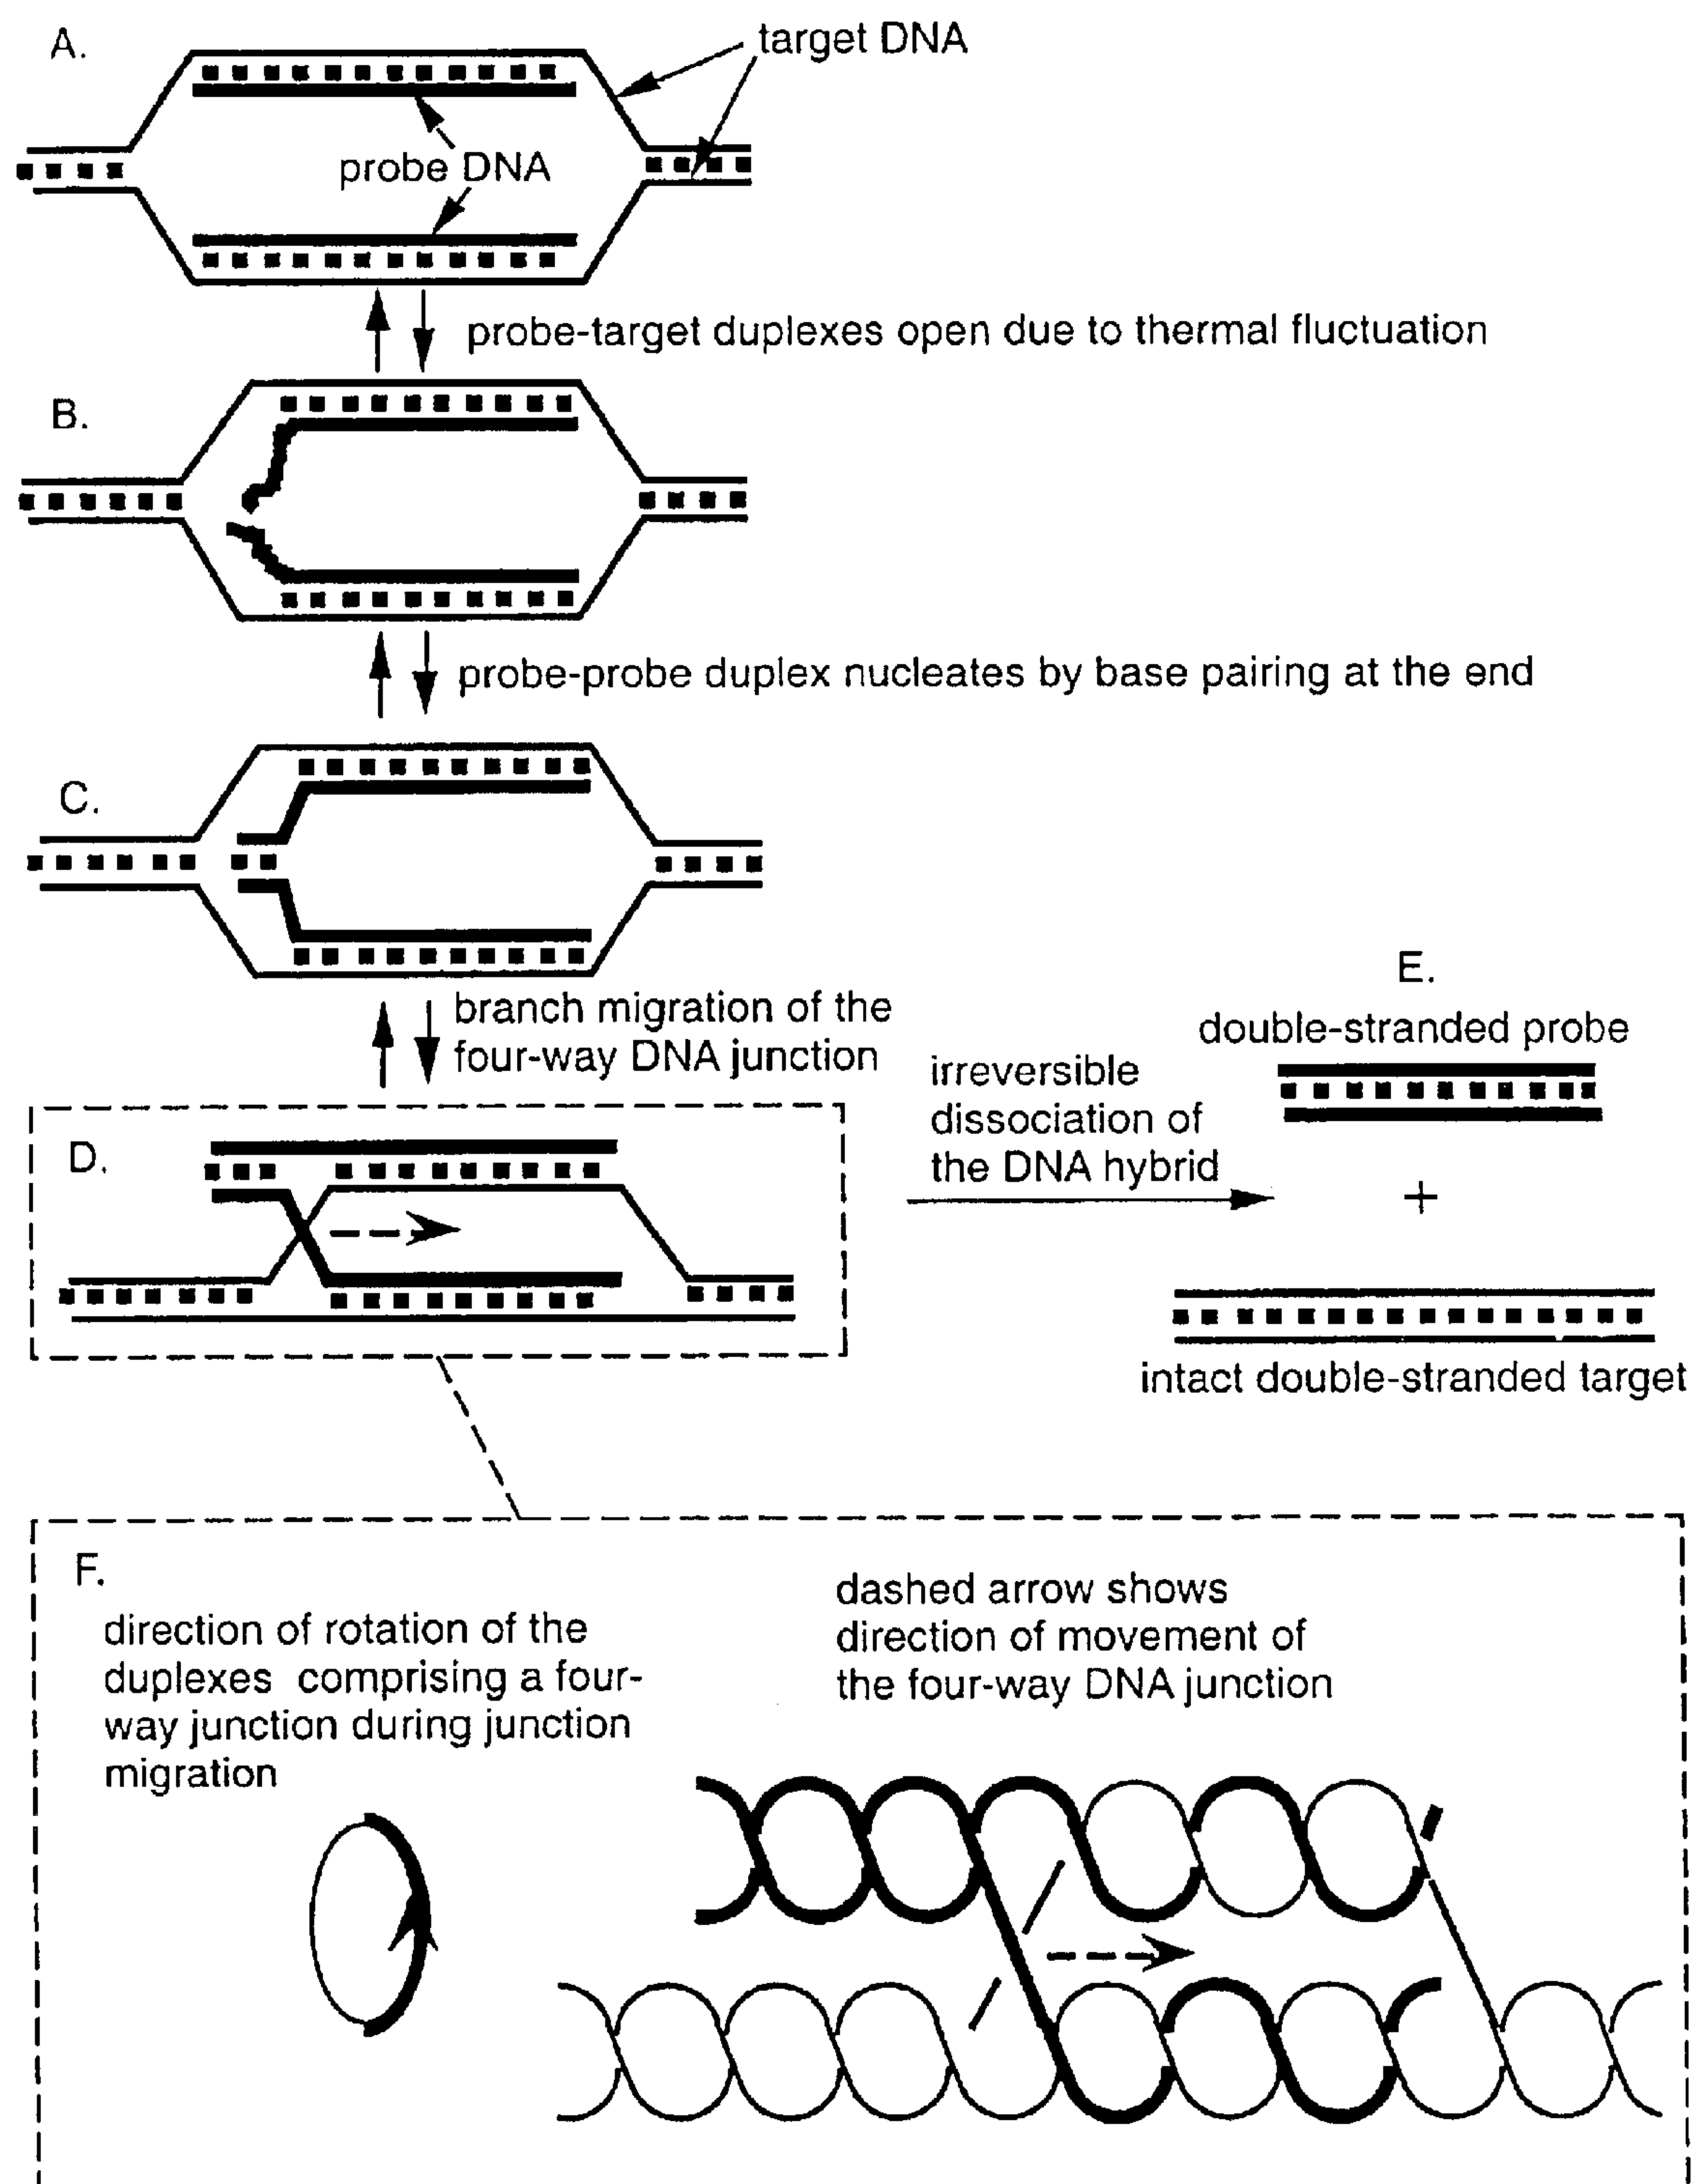 A.
target DNA
probe DNA
probe-target duplexes open due to thermal fluctuation
B.
probe-probe duplex nucleates by base pairing at the end
C.
branch migration of the
four-way DNA junction
D.
irreversible
dissociation of
the DNA hybrid
E.
double-stranded probe
+
intact double-stranded target
F.
direction of rotation of the
duplexes comprising a four-
way junction during junction
migration
dashed arrow shows
direction of movement of
the four-way DNA junction